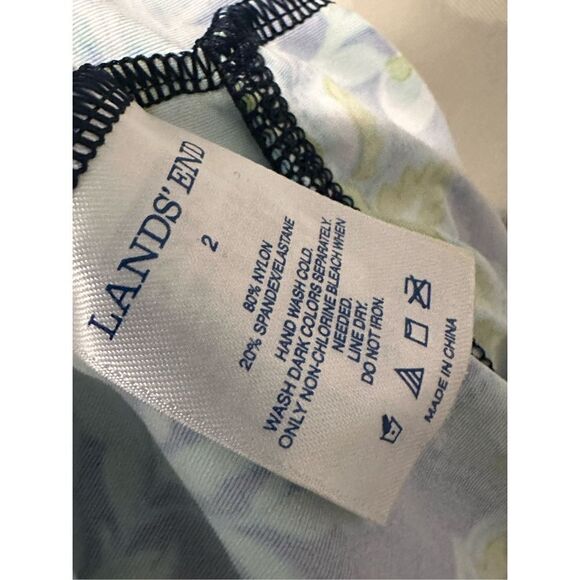 LANDS' END
2
80% NYLON
20% SPANDEX/ELASTANE
HAND WASH COLD.
WASH DARK COLORS SEPARATELY.
ONLY NON-CHLORINE BLEACH WHEN
NEEDED.
LINE DRY.
DO NOT IRON.
MADE IN CHINA